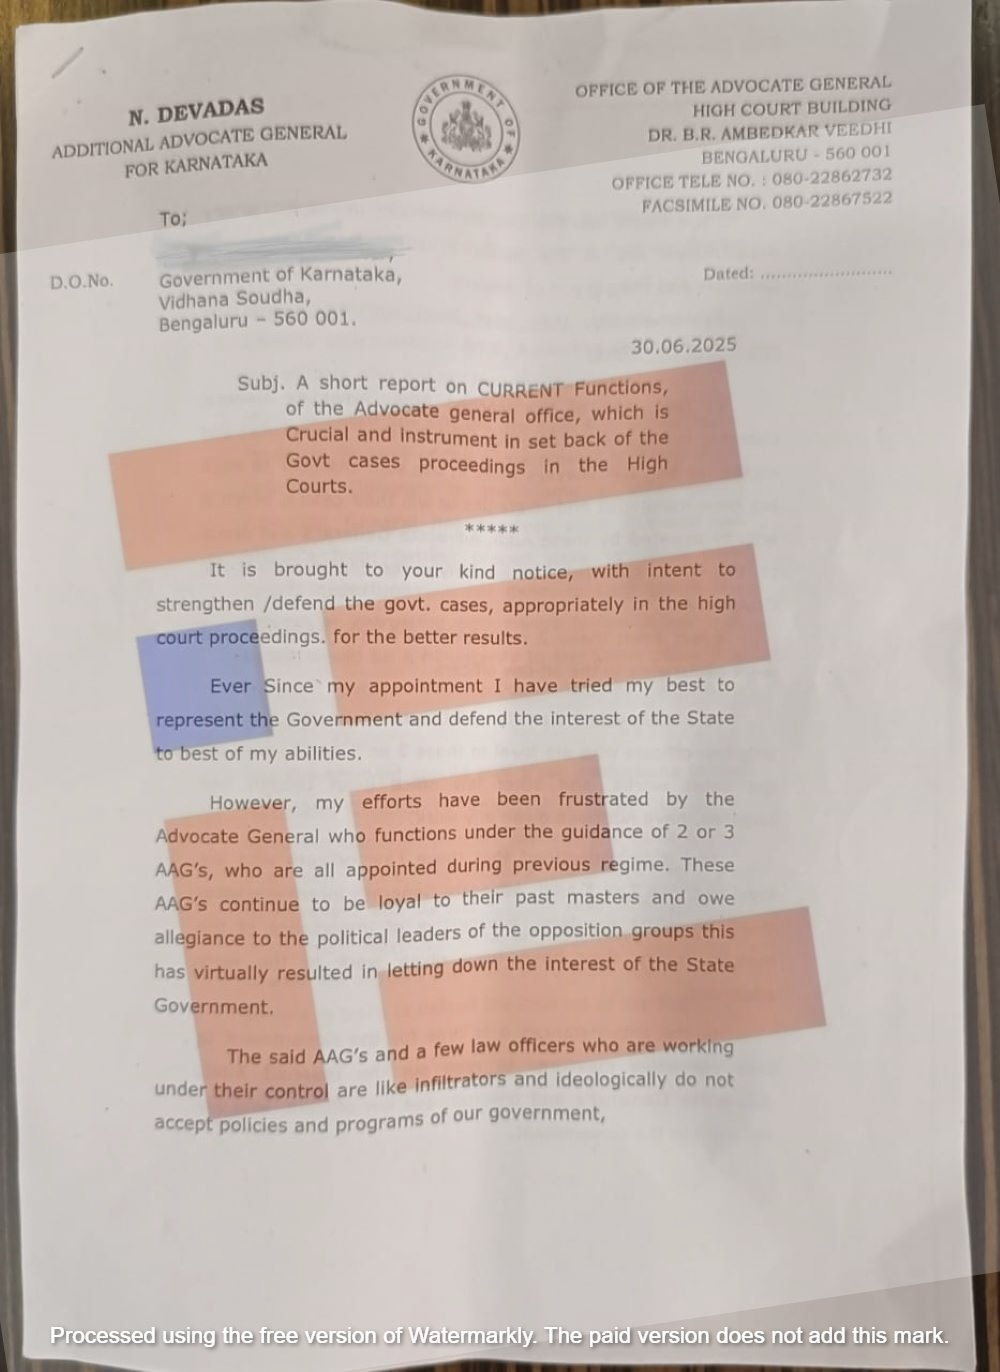 N. DEVADAS
ADDITIONAL ADVOCATE GENERAL
FOR KARNATAKA
GOVERNMENT OF
KARNATAKA
OFFICE OF THE ADVOCATE GENERAL
HIGH COURT BUILDING
DR. B.R. AMBEDKAR VEEDHI
BENGALURU - 560 001
OFFICE TELE NO. : 080-22862732
FACSIMILE NO. 080-22867522
To;
D.O.No.
Government of Karnataka,
Vidhana Soudha,
Bengaluru – 560 001.
Dated: ..........................
30.06.2025
Subj. A short report on CURRENT Functions,
of the Advocate general office, which is
Crucial and instrument in set back of the
Govt cases proceedings in the High
Courts.
*****
It is brought to your kind notice, with intent to
strengthen /defend the govt. cases, appropriately in the high
court proceedings. for the better results.
Ever Since my appointment I have tried my best to
represent the Government and defend the interest of the State
to best of my abilities.
However, my efforts have been frustrated by the
Advocate General who functions under the guidance of 2 or 3
AAG's, who are all appointed during previous regime. These
AAG's continue to be loyal to their past masters and owe
allegiance to the political leaders of the opposition groups this
has virtually resulted in letting down the interest of the State
Government.
The said AAG's and a few law officers who are working
under their control are like infiltrators and ideologically do not
accept policies and programs of our government,
Processed using the free version of Watermarkly. The paid version does not add this mark.